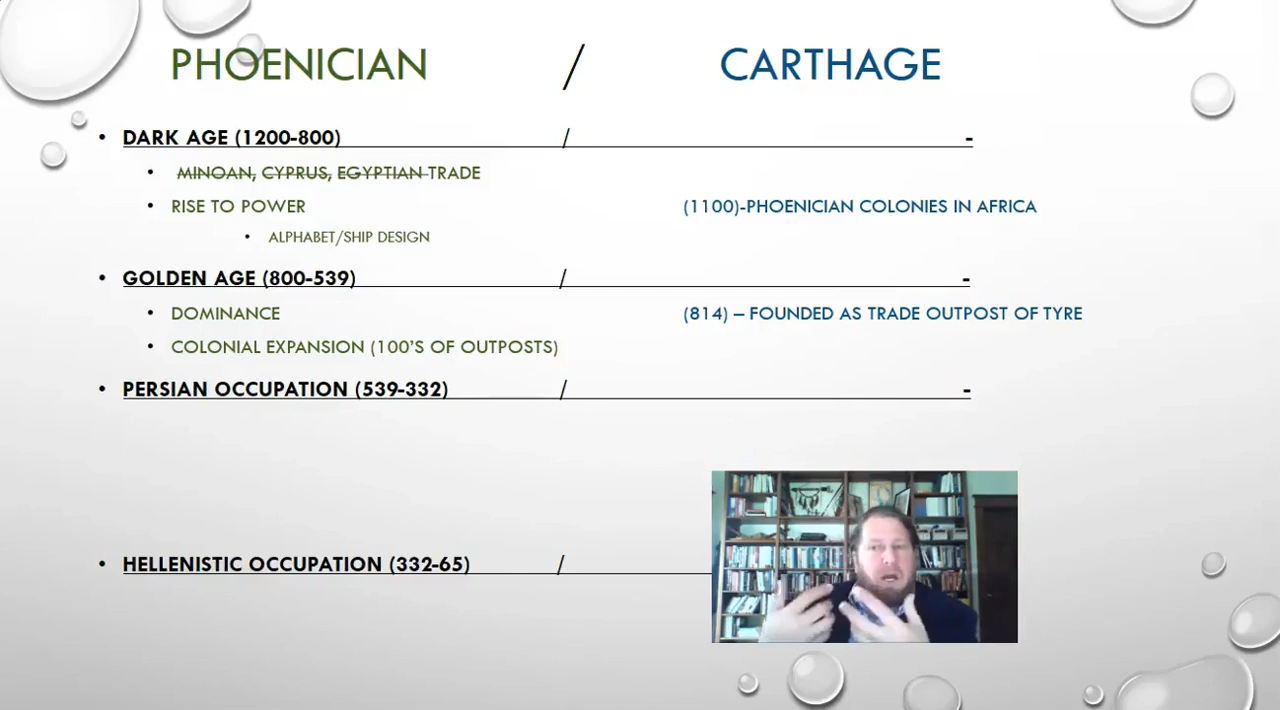 PHOENICIAN / CARTHAGE
• DARK AGE (1200-800) / -
• MINOAN, CYPRUS, EGYPTIAN TRADE
• RISE TO POWER (1100)-PHOENICIAN COLONIES IN AFRICA
• ALPHABET/SHIP DESIGN
• GOLDEN AGE (800-539) / -
• DOMINANCE (814) – FOUNDED AS TRADE OUTPOST OF TYRE
• COLONIAL EXPANSION (100'S OF OUTPOSTS)
• PERSIAN OCCUPATION (539-332) / -
• HELLENISTIC OCCUPATION (332-65) /